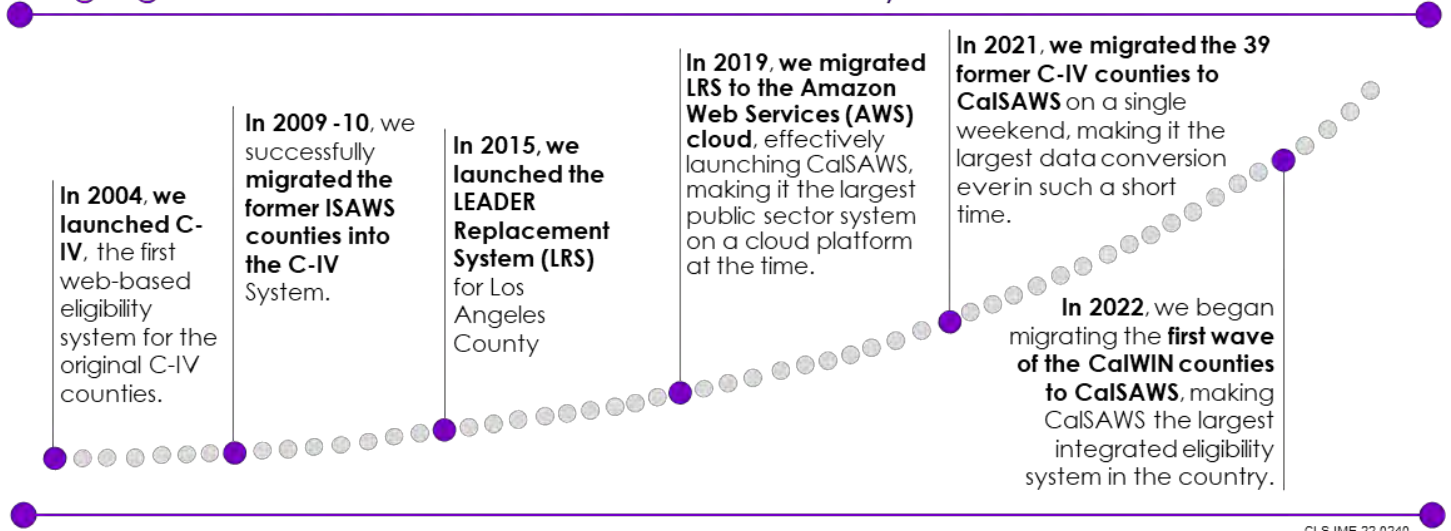 In 2004, we
launched C-
IV, the first
web-based
eligibility
system for the
original C-IV
counties.
In 2009 -10, we
successfully
migrated the
former ISAWS
counties into
the C-IV
System.
In 2015, we
launched the
LEADER
Replacement
System (LRS)
for Los
Angeles
County
In 2019, we migrated
LRS to the Amazon
Web Services (AWS)
cloud, effectively
launching CalSAWS,
making it the largest
public sector system
on a cloud platform
at the time.
In 2021, we migrated the 39
former C-IV counties to
CalSAWS on a single
weekend, making it the
largest data conversion
ever in such a short
time.
In 2022, we began
migrating the first wave
of the CalWIN counties
to CalSAWS, making
CalSAWS the largest
integrated eligibility
system in the country.